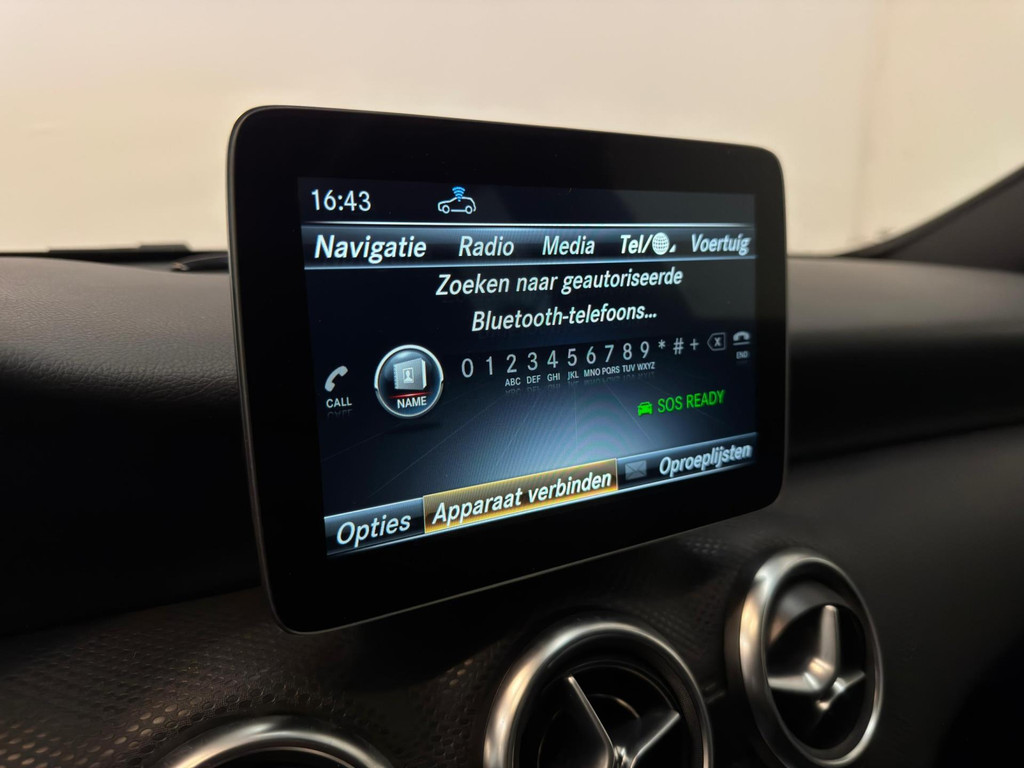 16:43
Navigatie Radio Media Tel/ Voertuig
Zoeken naar geautoriseerde
Bluetooth-telefoons...
0 1 2 3 4 5 6 7 8 9 * # + X
ABC DEF GHI JKL MNO PQRS TUV WXYZ END
CALL NAME
SOS READY
Opties Apparaat verbinden Oproeplijsten